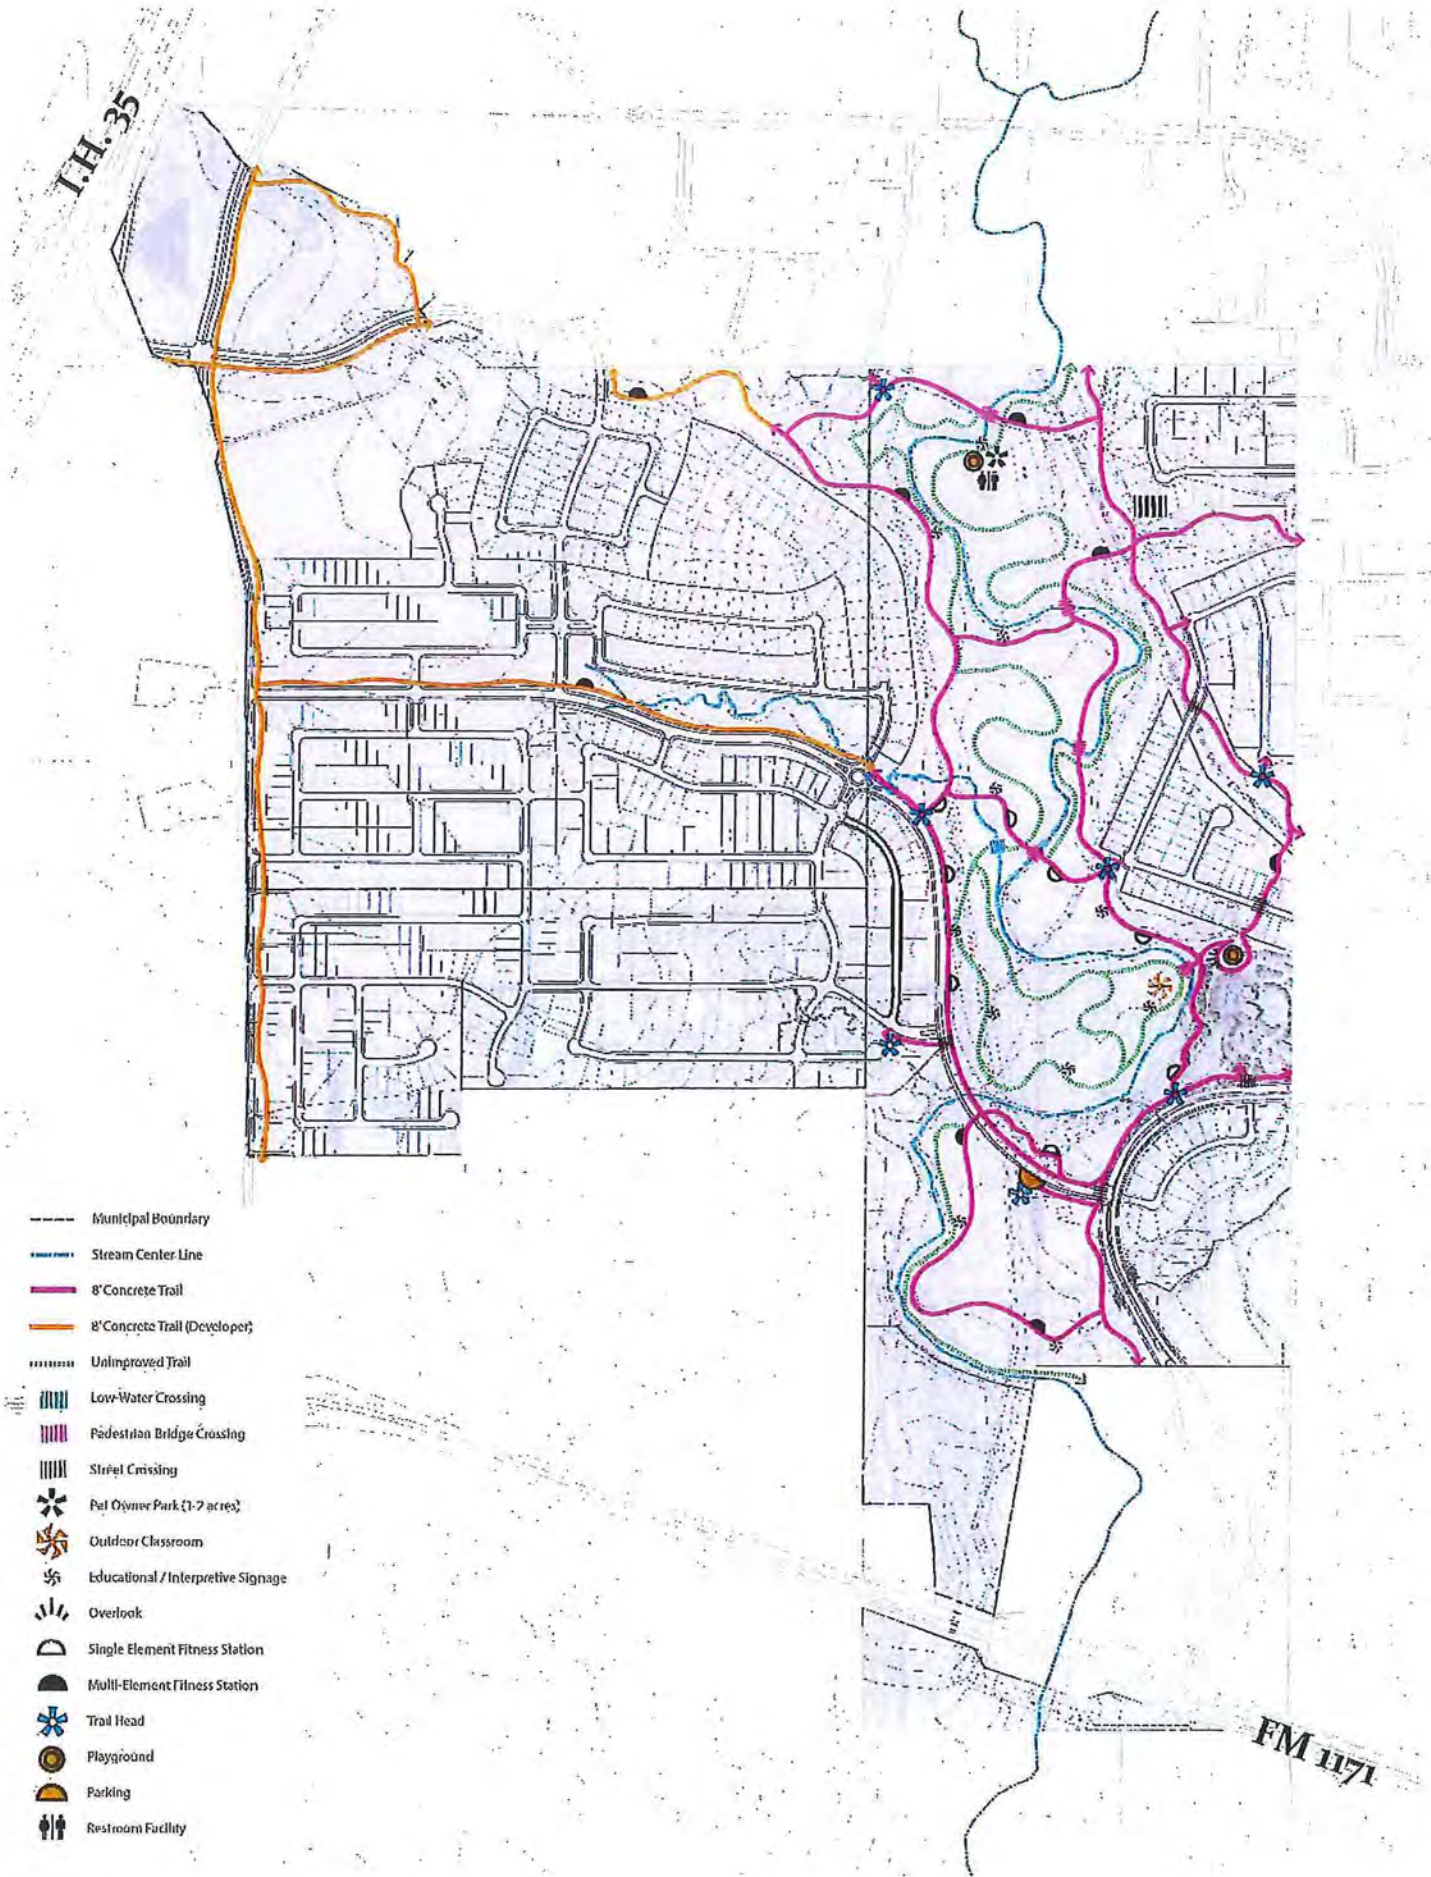 I.H. 35
Municipal Boundary
Stream Center Line
8' Concrete Trail
8' Concrete Trail (Developer)
Unimproved Trail
Low-Water Crossing
Pedestrian Bridge Crossing
Street Crossing
Pet Owner Park (1-2 acres)
Outdoor Classroom
Educational / Interpretive Signage
Overlook
Single Element Fitness Station
Multi-Element Fitness Station
Trail Head
Playground
Parking
Restroom Facility
FM 1171